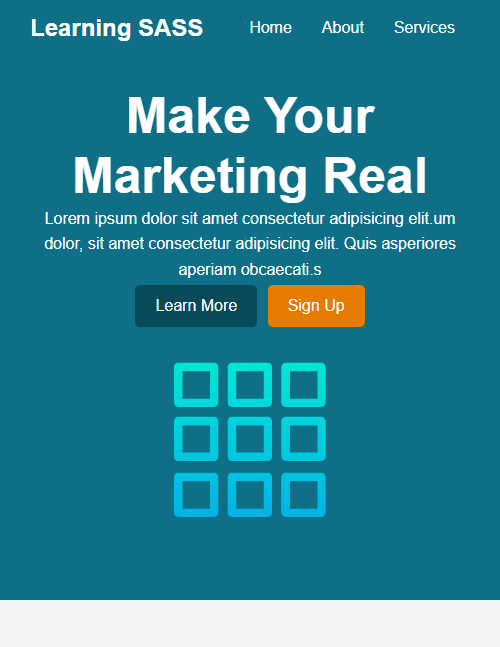 Learning SASS
Home About Services
Make Your
Marketing Real
Lorem ipsum dolor sit amet consectetur adipisicing elit.um
dolor, sit amet consectetur adipisicing elit. Quis asperiores
aperiam obcaecati.s
Learn More Sign Up